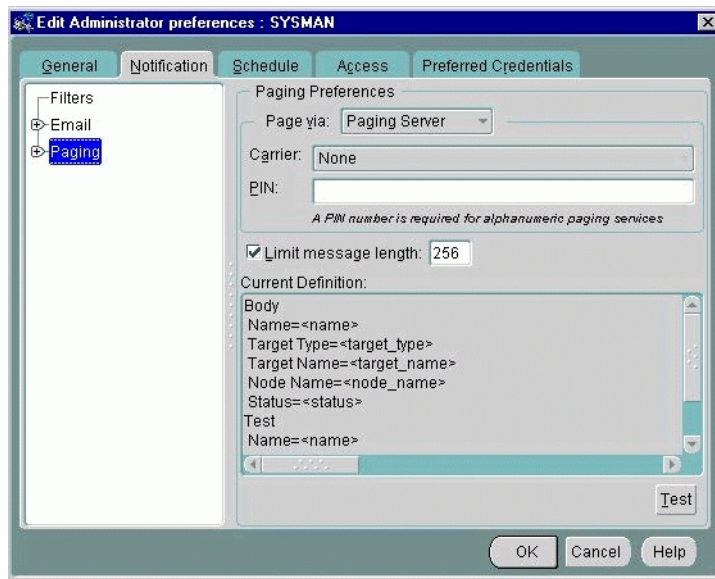 Edit Administrator preferences : SYSMAN
General Notification Schedule Access Preferred Credentials
Filters
Email
Paging
Paging Preferences
Page via: Paging Server
Carrier: None
PIN:
A PIN number is required for alphanumeric paging services
Limit message length: 256
Current Definition:
Body
Name=<name>
Target Type=<target_type>
Target Name=<target_name>
Node Name=<node_name>
Status=<status>
Test
Name=<name>
Test
OK Cancel Help